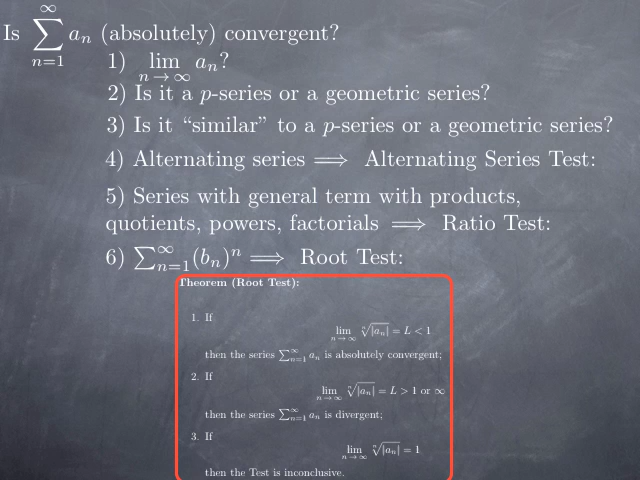 Is ∑_{n=1}^{∞} a_n (absolutely) convergent?
1) lim_{n→∞} a_n?
2) Is it a p-series or a geometric series?
3) Is it “similar” to a p-series or a geometric series?
4) Alternating series ⟹ Alternating Series Test:
5) Series with general term with products,
quotients, powers, factorials ⟹ Ratio Test:
6) ∑_{n=1}^{∞}(b_n)^n ⟹ Root Test:
Theorem (Root Test):
1. If
lim_{n→∞} ⁿ√|a_n| = L < 1
then the series ∑_{n=1}^{∞} a_n is absolutely convergent;
2. If
lim_{n→∞} ⁿ√|a_n| = L > 1 or ∞
then the series ∑_{n=1}^{∞} a_n is divergent;
3. If
lim_{n→∞} ⁿ√|a_n| = 1
then the Test is inconclusive.